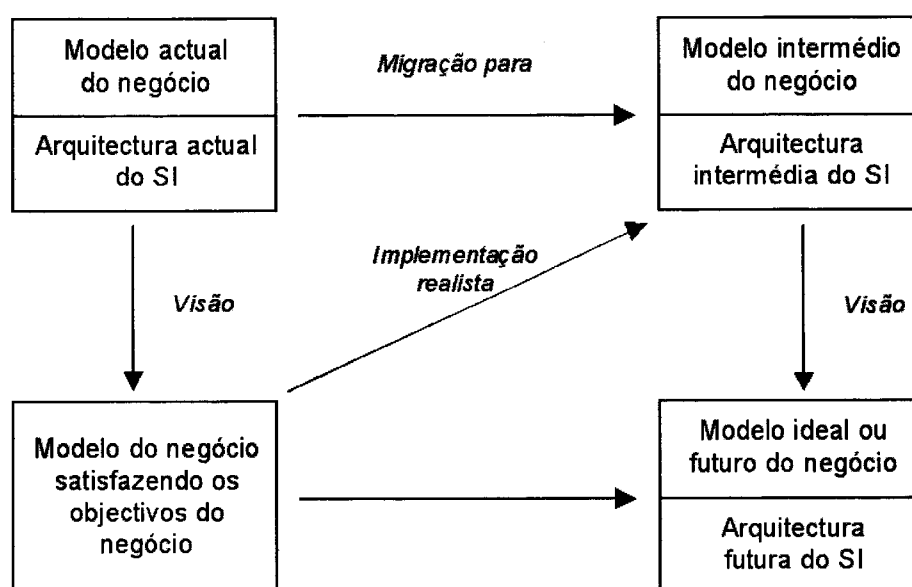 Modelo actual
do negócio
Arquitectura actual
do SI
Migração para
Modelo intermédio
do negócio
Arquitectura
intermédia do SI
Visão
Implementação
realista
Visão
Modelo do negócio
satisfazendo os
objectivos do
negócio
Modelo ideal ou
futuro do negócio
Arquitectura
futura do SI